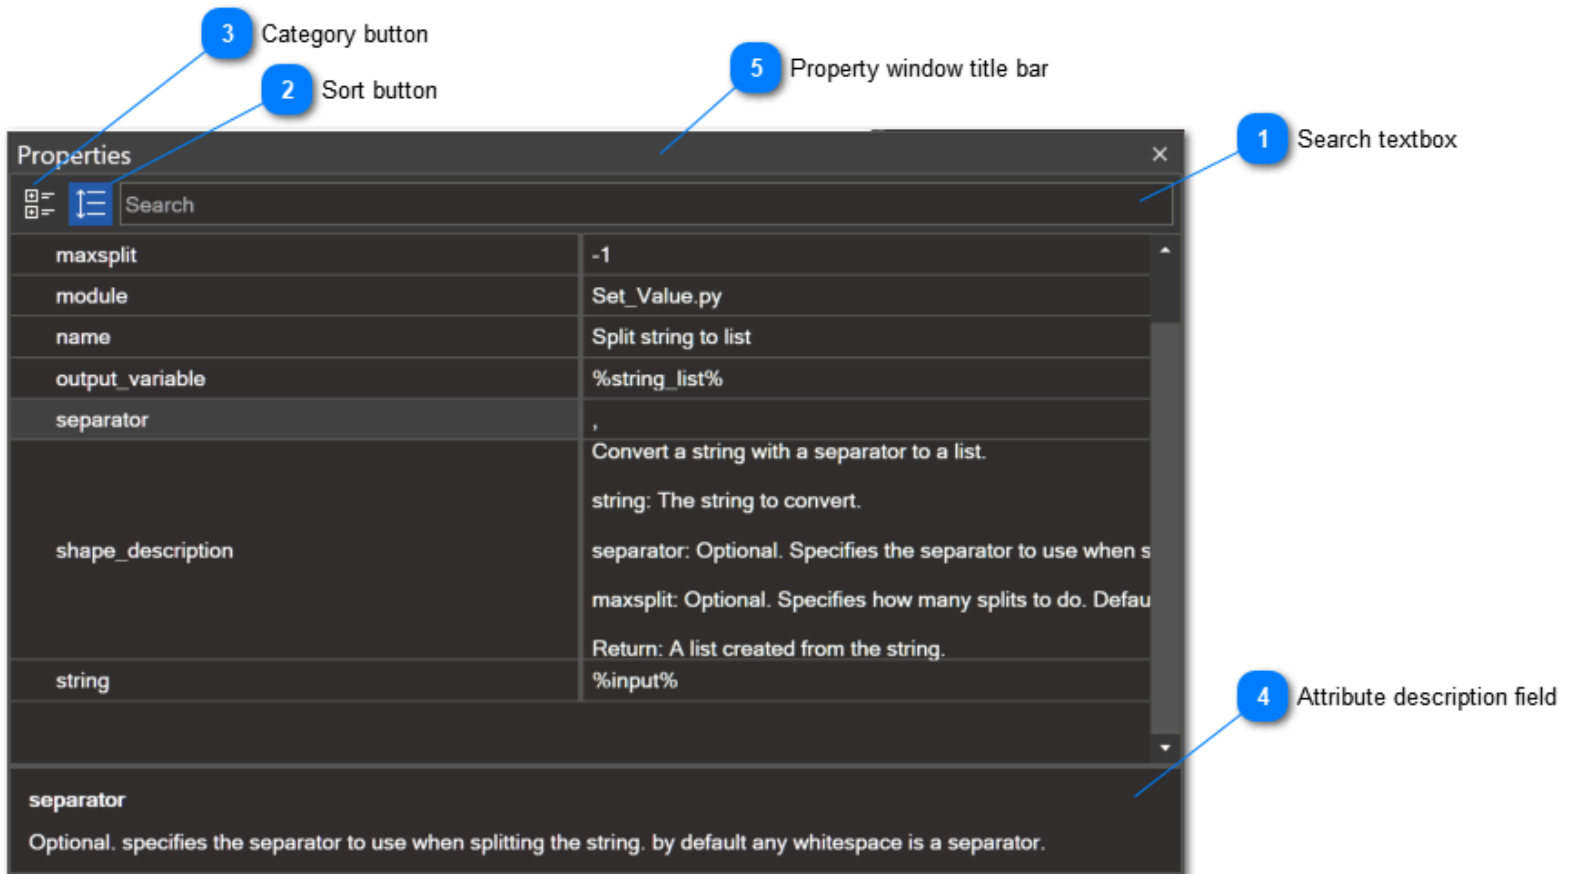 3 Category button
2 Sort button
5 Property window title bar
1 Search textbox
Properties
Search
maxsplit -1
module Set_Value.py
name Split string to list
output_variable %string_list%
separator ,
Convert a string with a separator to a list.
string: The string to convert.
shape_description separator: Optional. Specifies the separator to use when s
maxsplit: Optional. Specifies how many splits to do. Defau
Return: A list created from the string.
string %input%
4 Attribute description field
separator
Optional. specifies the separator to use when splitting the string. by default any whitespace is a separator.